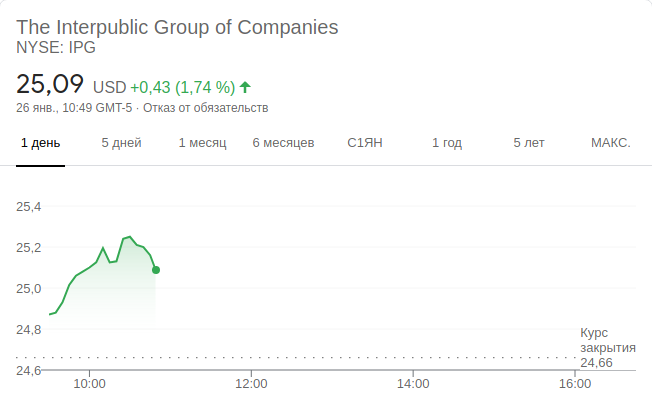 The Interpublic Group of Companies
NYSE: IPG
25,09 USD +0,43 (1,74 %)
26 янв., 10:49 GMT-5 · Отказ от обязательств
1 день 5 дней 1 месяц 6 месяцев С1ЯН 1 год 5 лет МАКС.
25,4
25,2
25,0
24,8
Курс
закрытия
24,66
24,6
10:00 12:00 14:00 16:00